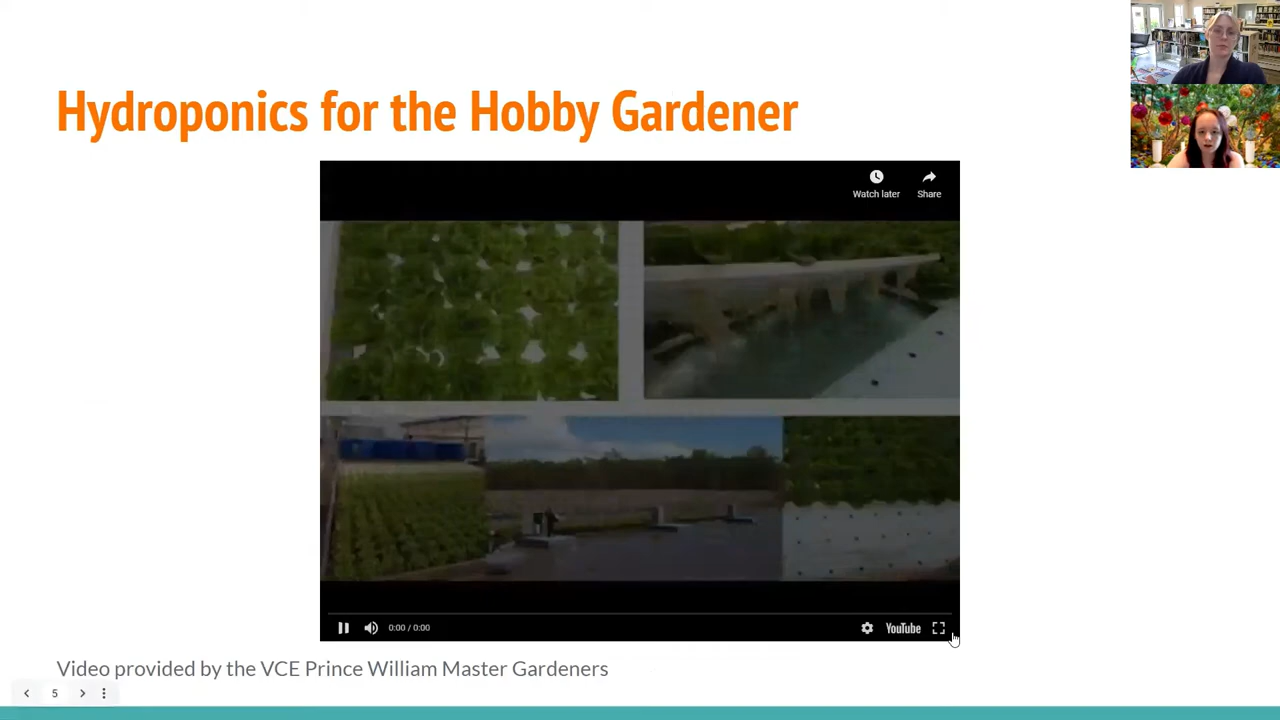 Hydroponics for the Hobby Gardener
Watch later
Share
0:00 / 0:00
YouTube
Video provided by the VCE Prince William Master Gardeners
5